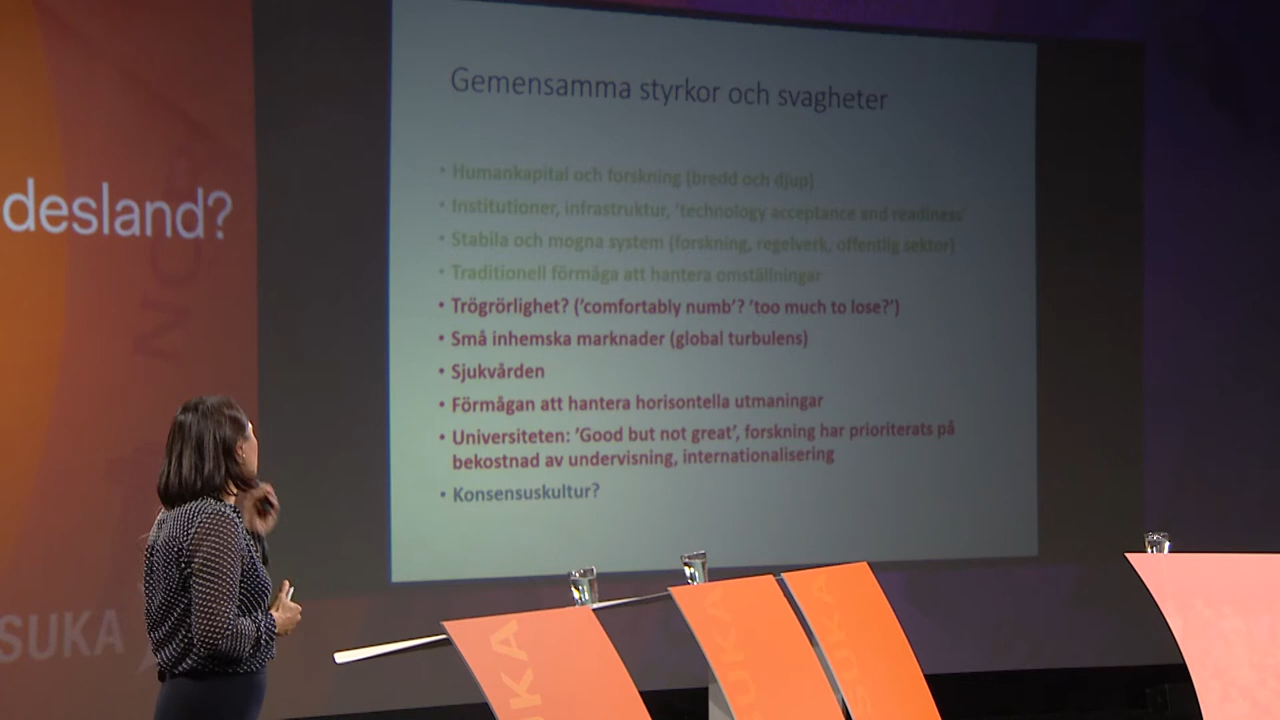 Gemensamma styrkor och svagheter
• Humankapital och forskning (bredd och djup)
• Institutioner, infrastruktur, 'technology acceptance and readiness'
• Stabila och mogna system (forskning, regelverk, offentlig sektor)
• Traditionell förmåga att hantera omställningar
• Trögrörlighet? ('comfortably numb'? 'too much to lose?')
• Små inhemska marknader (global turbulens)
• Sjukvården
• Förmågan att hantera horisontella utmaningar
• Universiteten: 'Good but not great', forskning har prioriterats på
bekostnad av undervisning, internationalisering
• Konsensuskultur?
desland?
SUKA
UKA
SUKA
SUKA